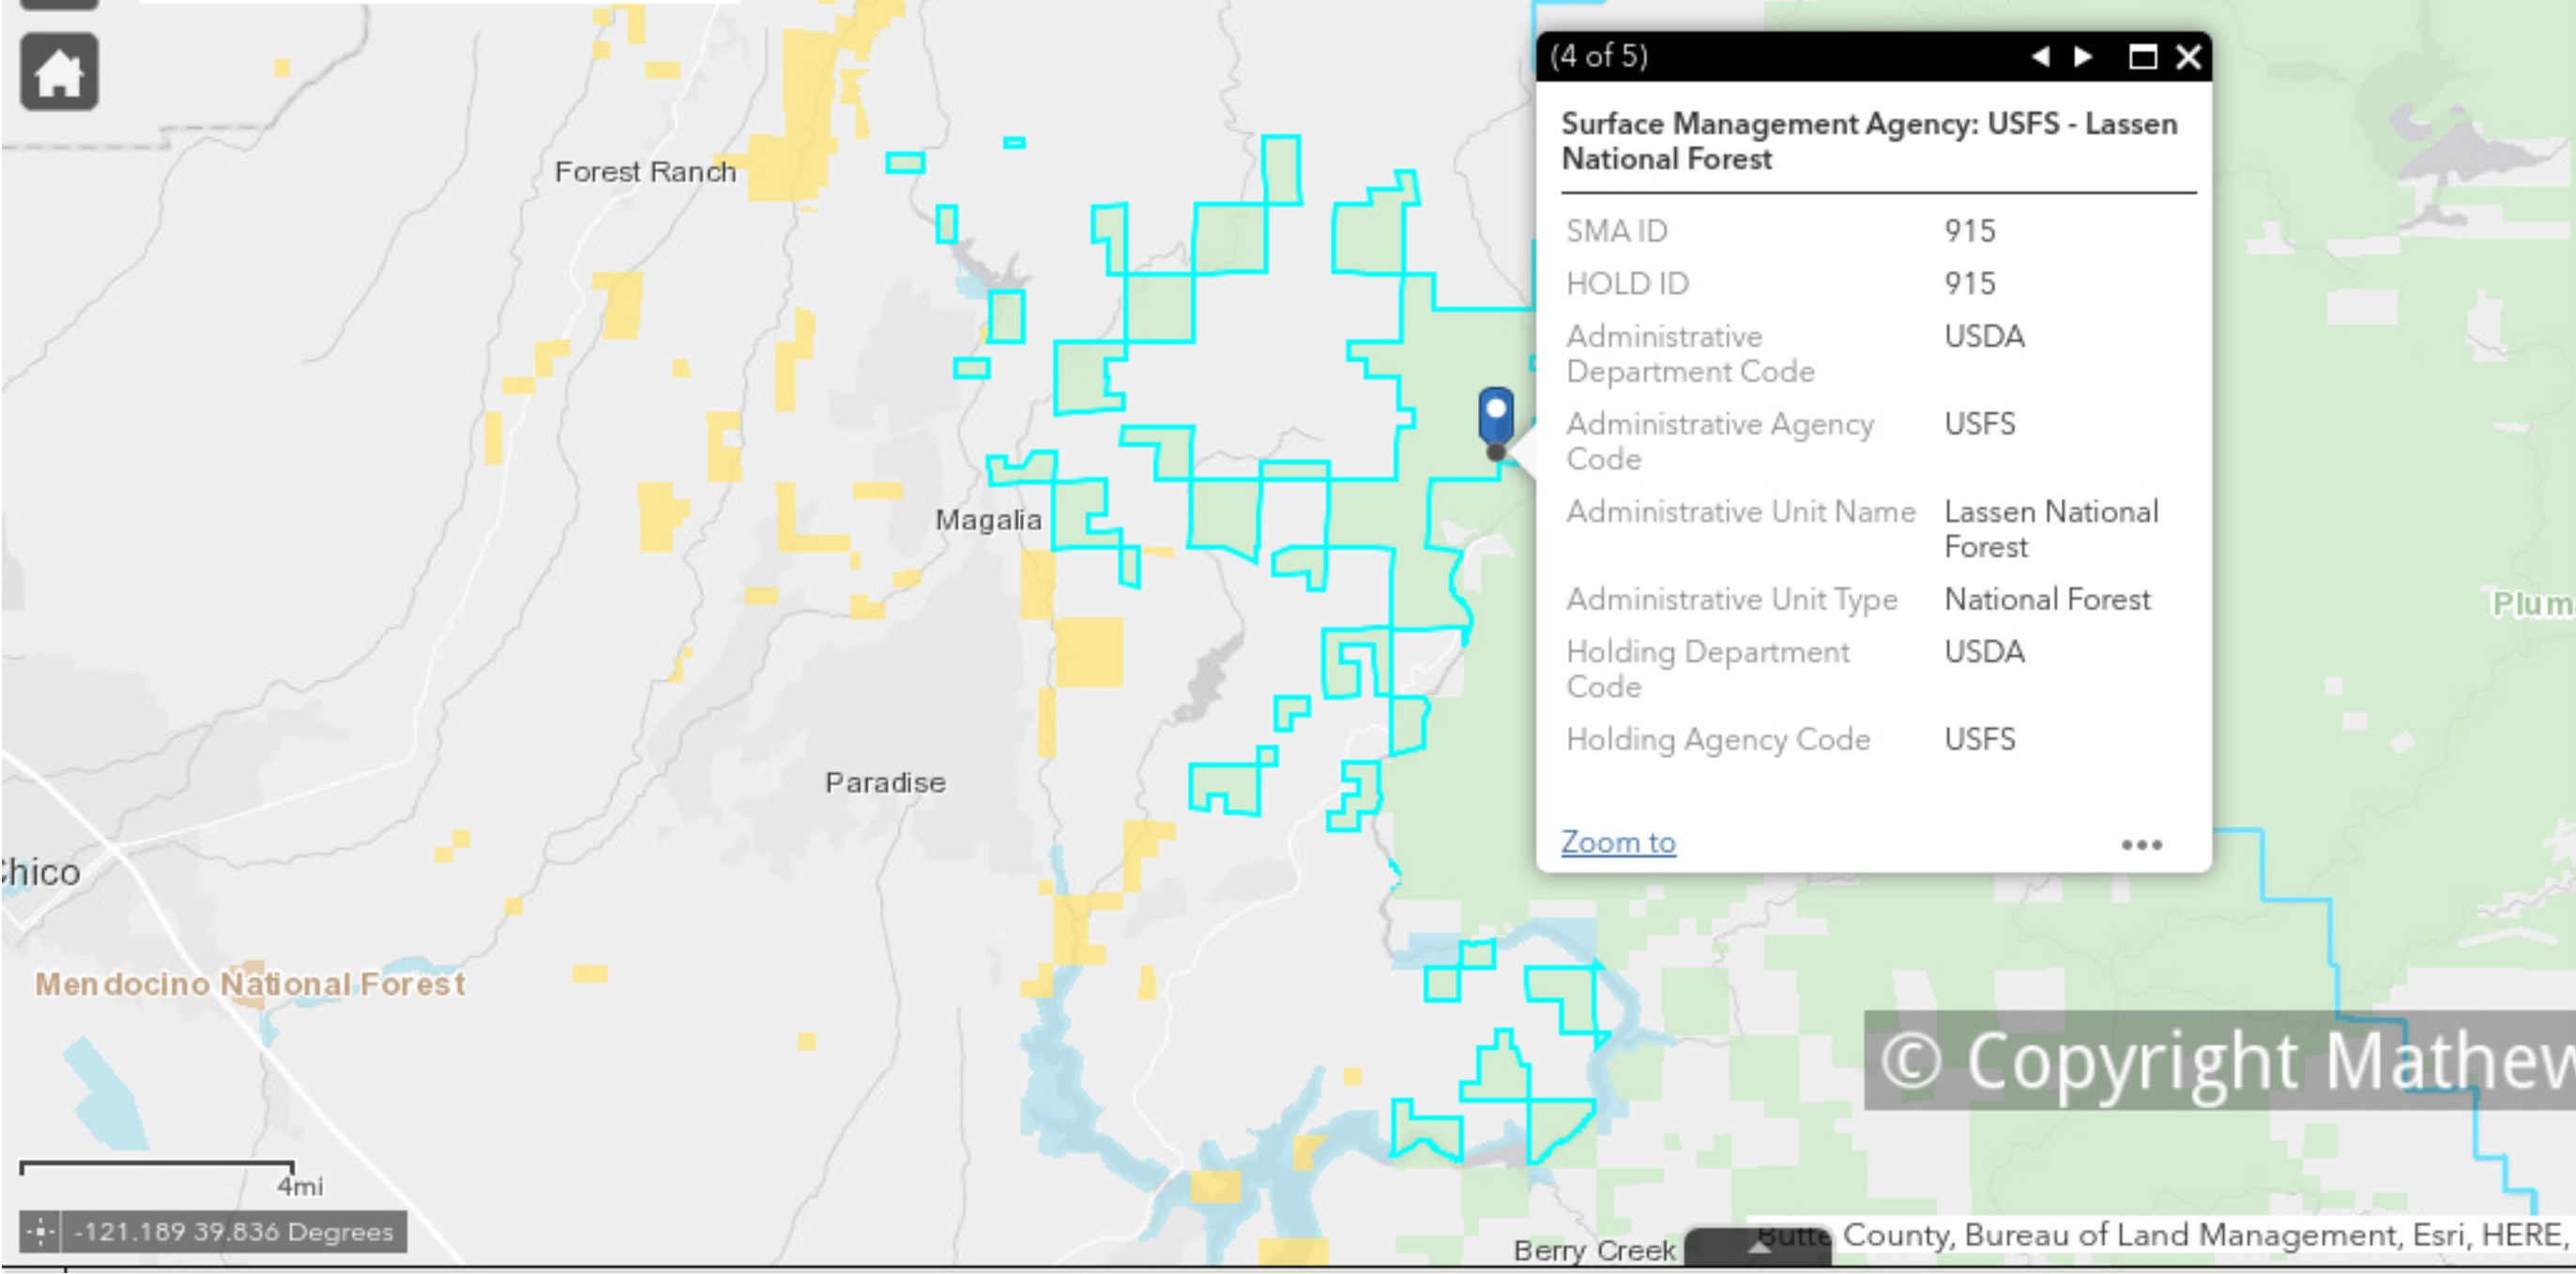 (4 of 5)
Surface Management Agency: USFS - Lassen
National Forest
SMA ID 915
HOLD ID 915
Administrative USDA
Department Code
Administrative Agency USFS
Code
Administrative Unit Name Lassen National
Forest
Administrative Unit Type National Forest
Holding Department USDA
Code
Holding Agency Code USFS
Zoom to
Forest Ranch
Magalia
Plum
Paradise
Chico
Mendocino National Forest
© Copyright Mathew
4mi
-121.189 39.836 Degrees
Berry Creek
Butte County, Bureau of Land Management, Esri, HERE,